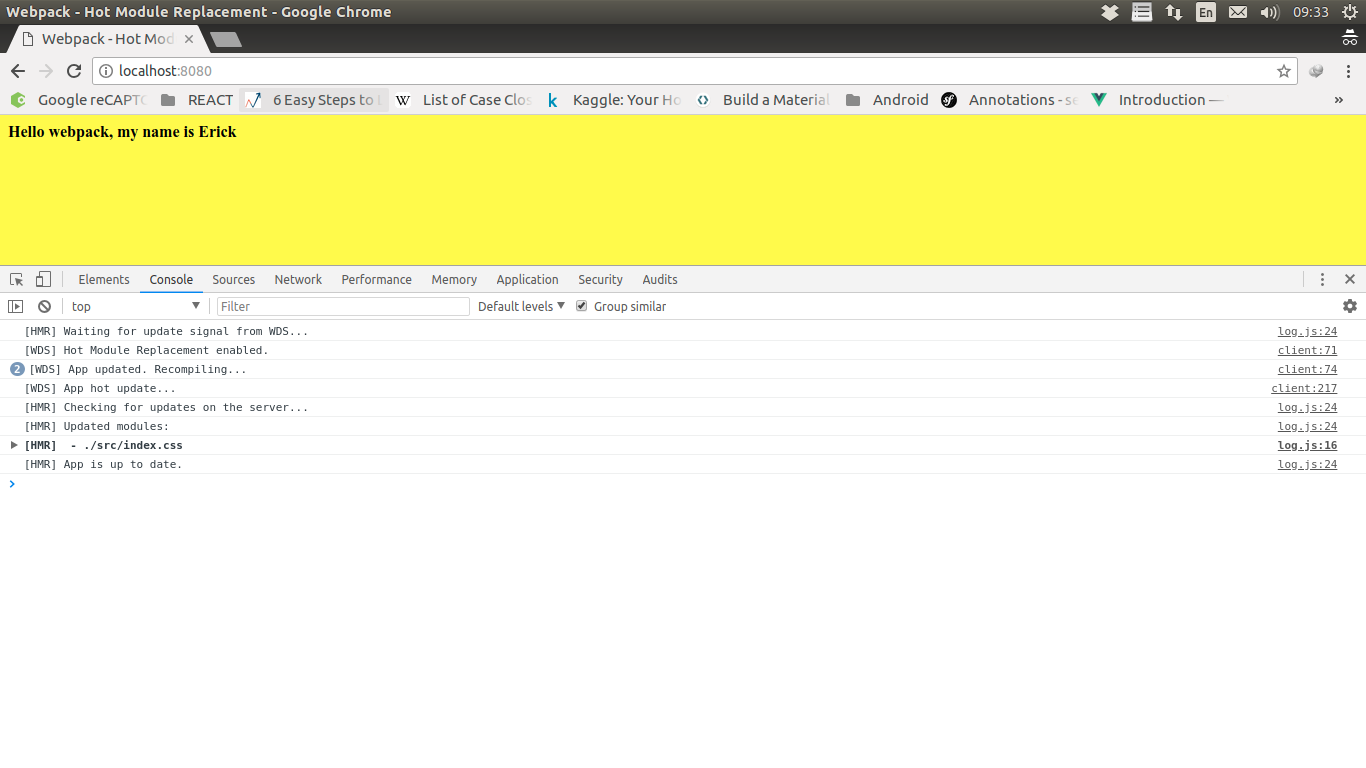 Webpack - Hot Module Replacement - Google Chrome
En 09:33
Webpack - Hot Mod
localhost:8080
Google reCAPTC REACT 6 Easy Steps to List of Case Clos Kaggle: Your Ho Build a Material Android Annotations - se Introduction — »
Hello webpack, my name is Erick
Elements Console Sources Network Performance Memory Application Security Audits
top Filter Default levels Group similar
[HMR] Waiting for update signal from WDS... log.js:24
[WDS] Hot Module Replacement enabled. client:71
2 [WDS] App updated. Recompiling... client:74
[WDS] App hot update... client:217
[HMR] Checking for updates on the server... log.js:24
[HMR] Updated modules: log.js:24
[HMR]  - ./src/index.css log.js:16
[HMR] App is up to date. log.js:24